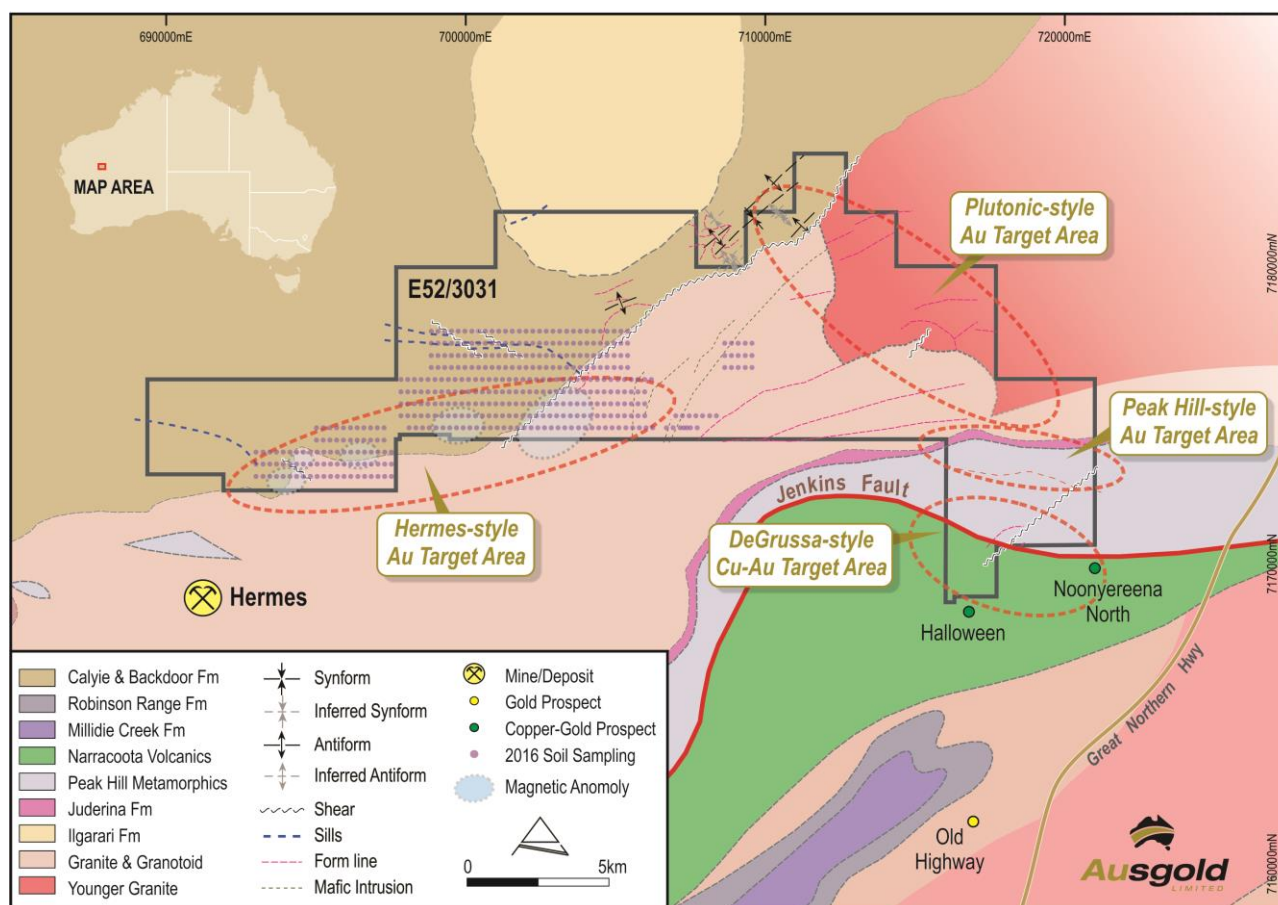 690000mE
700000mE
710000mE
720000mE
MAP AREA
Plutonic-style
Au Target Area
7180000mN
E52/3031
Peak Hill-style
Au Target Area
Jenkins Fault
Hermes-style
Au Target Area
DeGrussa-style
Cu-Au Target Area
7170000mN
Hermes
Noonyereena
North
Halloween
Great Northern Hwy
Calyie & Backdoor Fm
Robinson Range Fm
Millidie Creek Fm
Narracoota Volcanics
Peak Hill Metamorphics
Juderina Fm
Ilgarari Fm
Granite & Granotoid
Younger Granite
Synform
Inferred Synform
Antiform
Inferred Antiform
Shear
Sills
Form line
Mafic Intrusion
Mine/Deposit
Gold Prospect
Copper-Gold Prospect
2016 Soil Sampling
Magnetic Anomoly
0 5km
Old
Highway
Ausgold
LIMITED
7160000mN